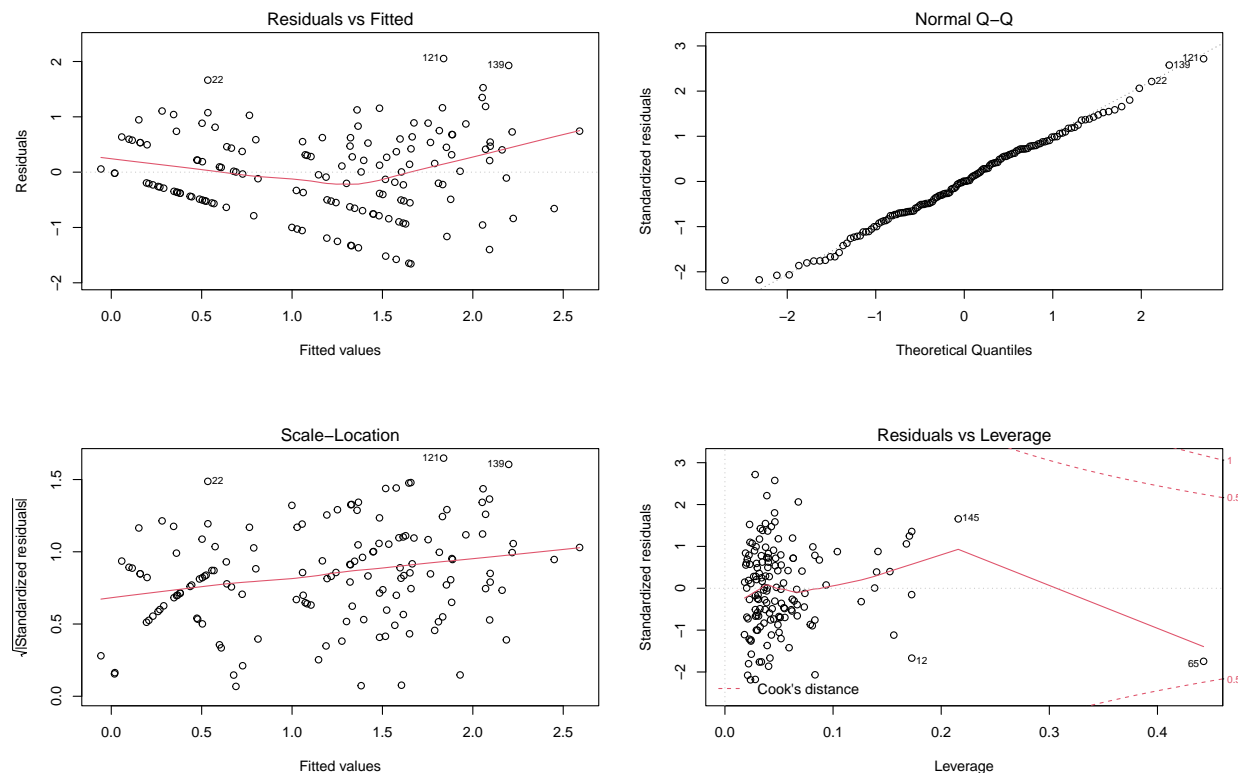 Residuals vs Fitted
2
1
0
−1
−2
Residuals
22
121
139
0.0 0.5 1.0 1.5 2.0 2.5
Fitted values
Normal Q−Q
3
2
1
0
−1
−2
Standardized residuals
121
139
22
−2 −1 0 1 2
Theoretical Quantiles
Scale−Location
1.5
1.0
0.5
0.0
√|Standardized residuals|
22
121
139
0.0 0.5 1.0 1.5 2.0 2.5
Fitted values
Residuals vs Leverage
3
2
1
0
−1
−2
Standardized residuals
145
12
65
1
0.5
0.5
Cook's distance
0.0 0.1 0.2 0.3 0.4
Leverage